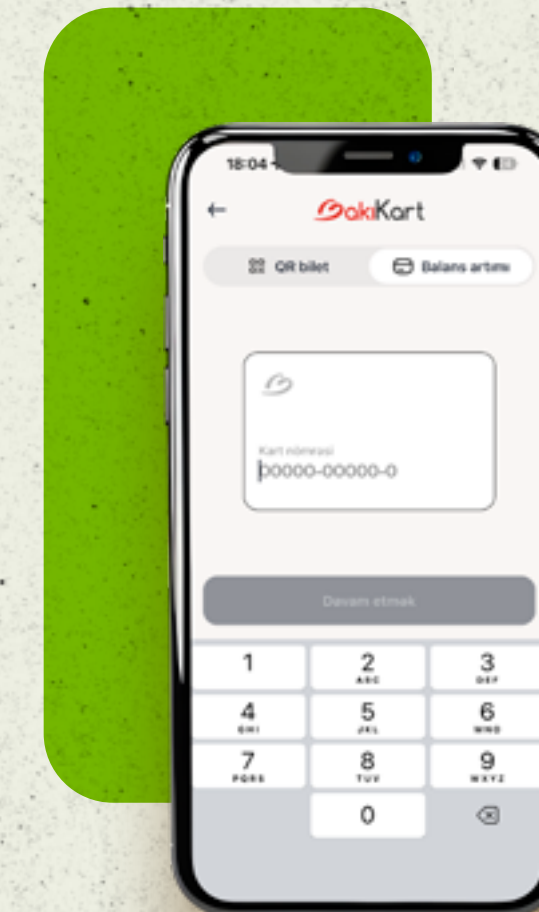 18:04
BakıKart
QR bilet
Balans artımı
Kart nömrəsi
00000-00000-0
Davam etmək
1
2
ABC
3
DEF
4
GHI
5
JKL
6
MNO
7
PQRS
8
TUV
9
WXYZ
0